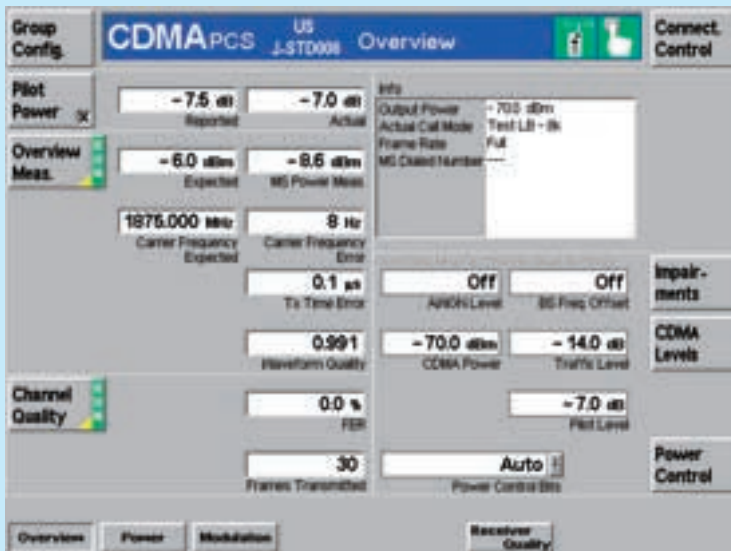 Group Config.
CDMA PCS US J-STD008 Overview
Connect. Control
Pilot Power
-7.5 dB
Reported
-7.0 dB
Actual
Info
Output Power -70.0 dBm
Actual Call Mode Test LB - 8k
Frame Rate Full
MS Dialed Number ----
Overview Meas.
-6.0 dBm
Expected
-8.6 dBm
MS Power Meas
1875.000 MHz
Carrier Frequency Expected
8 Hz
Carrier Frequency Error
0.1 µs
Tx Time Error
Off
AWGN Level
Off
BS Freq. Offset
Impair-ments
0.991
Waveform Quality
-70.0 dBm
CDMA Power
-14.0 dB
Traffic Level
CDMA Levels
Channel Quality
0.0 %
FER
-7.0 dB
Pilot Level
30
Frames Transmitted
Auto
Power Control Bits
Power Control
Overview
Power
Modulation
Receiver Quality